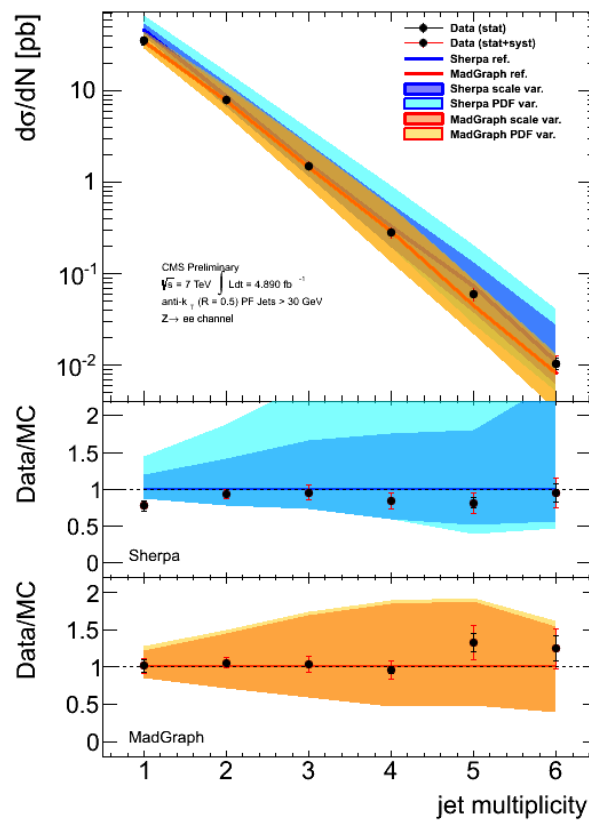 dσ/dN [pb]
10
1
10⁻¹
10⁻²
Data (stat)
Data (stat+syst)
Sherpa ref.
MadGraph ref.
Sherpa scale var.
Sherpa PDF var.
MadGraph scale var.
MadGraph PDF var.
CMS Preliminary
√s = 7 TeV ∫ Ldt = 4.890 fb ⁻¹
anti-k T (R = 0.5) PF Jets > 30 GeV
Z→ ee channel
Data/MC
2
1.5
1
0.5
0
Sherpa
Data/MC
2
1.5
1
0.5
0
MadGraph
1 2 3 4 5 6
jet multiplicity